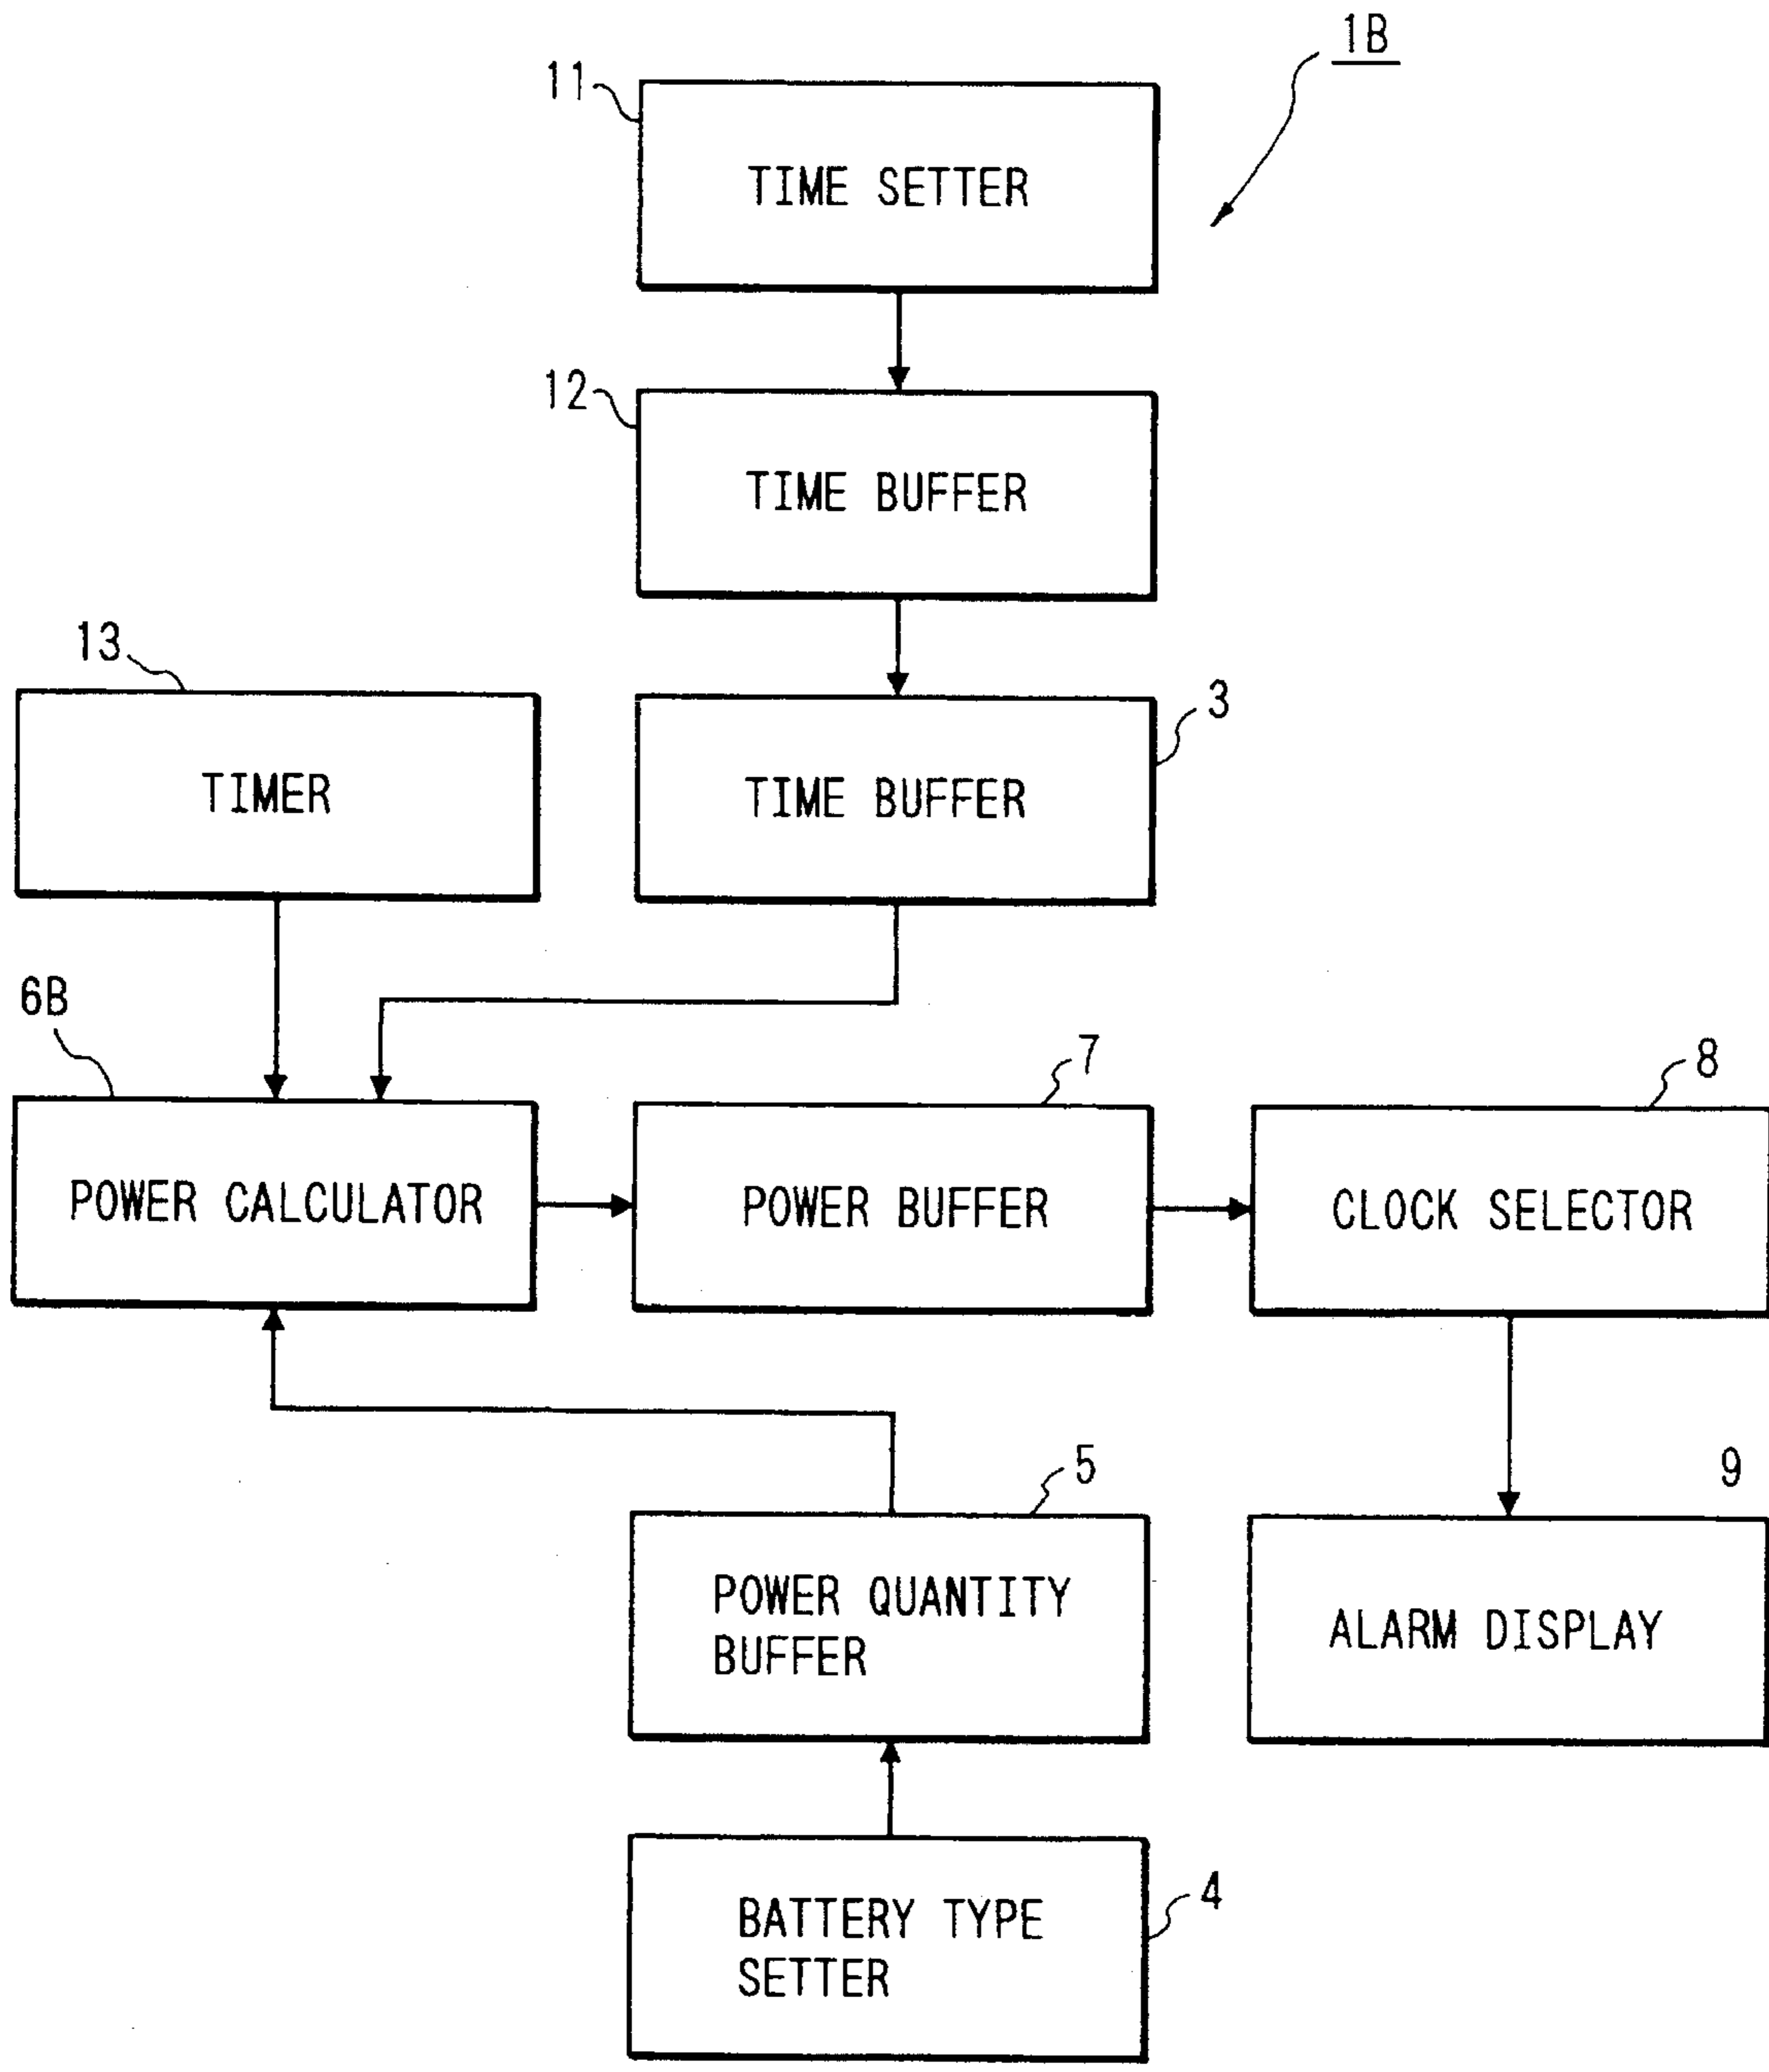 1B
11
TIME SETTER
12
TIME BUFFER
13
3
TIMER
TIME BUFFER
6B
7
8
POWER CALCULATOR
POWER BUFFER
CLOCK SELECTOR
5
9
POWER QUANTITY
BUFFER
ALARM DISPLAY
4
BATTERY TYPE
SETTER